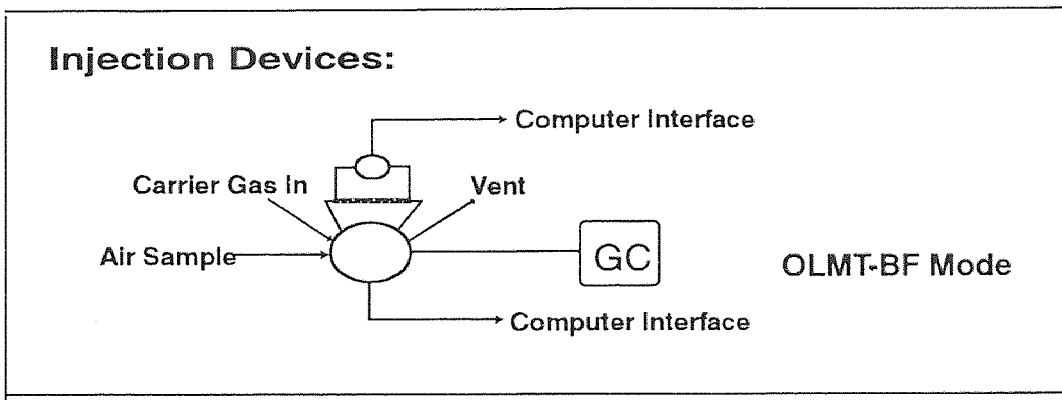 Injection Devices:
Computer Interface
Carrier Gas In
Vent
Air Sample
GC
OLMT-BF Mode
Computer Interface